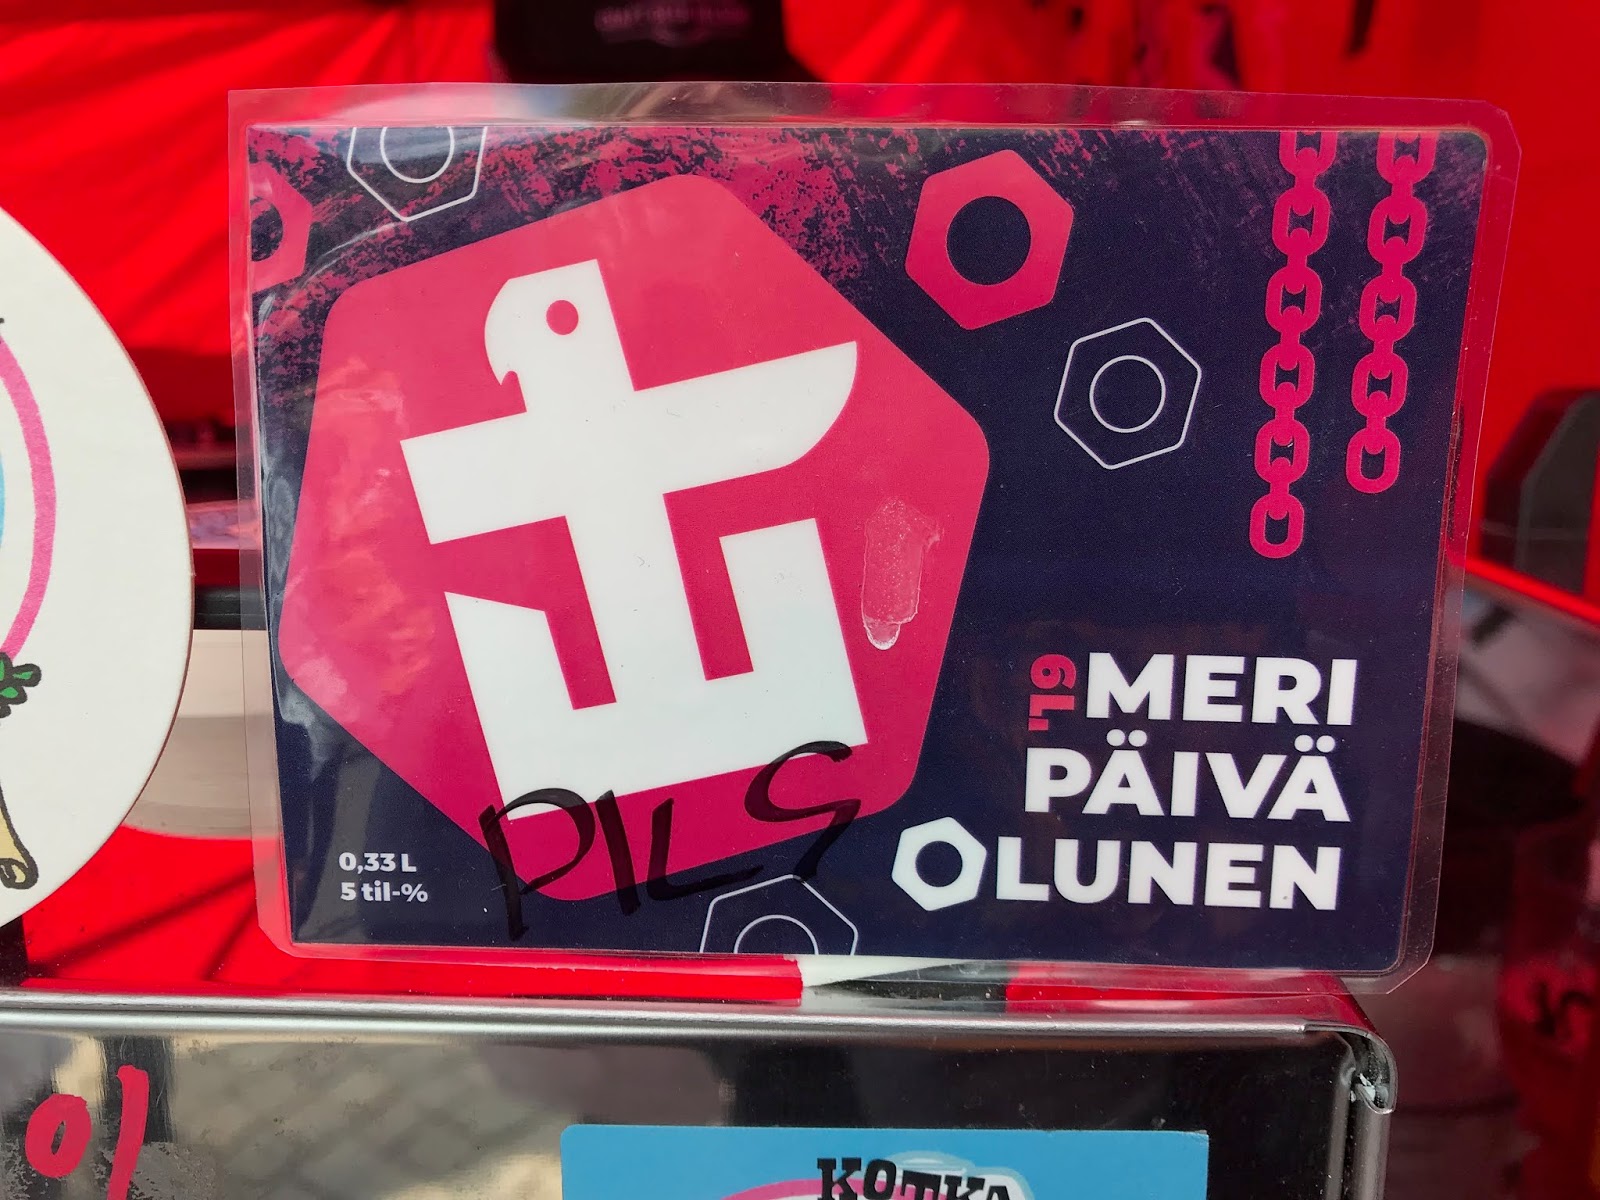 '19 MERI
PÄIVÄ
OLUNEN
0,33 L
5 til-%
PILS
KOTKA